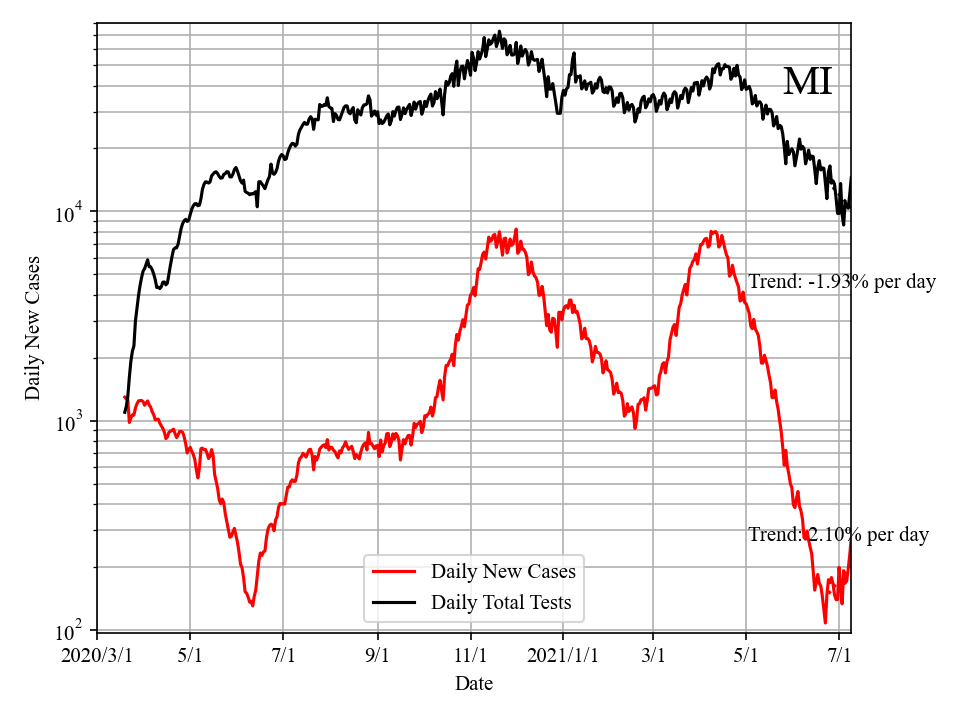 MI
10^4
10^3
10^2
Daily New Cases
Trend: -1.93% per day
Trend: 2.10% per day
Daily New Cases
Daily Total Tests
2020/3/1 5/1 7/1 9/1 11/1 2021/1/1 3/1 5/1 7/1
Date